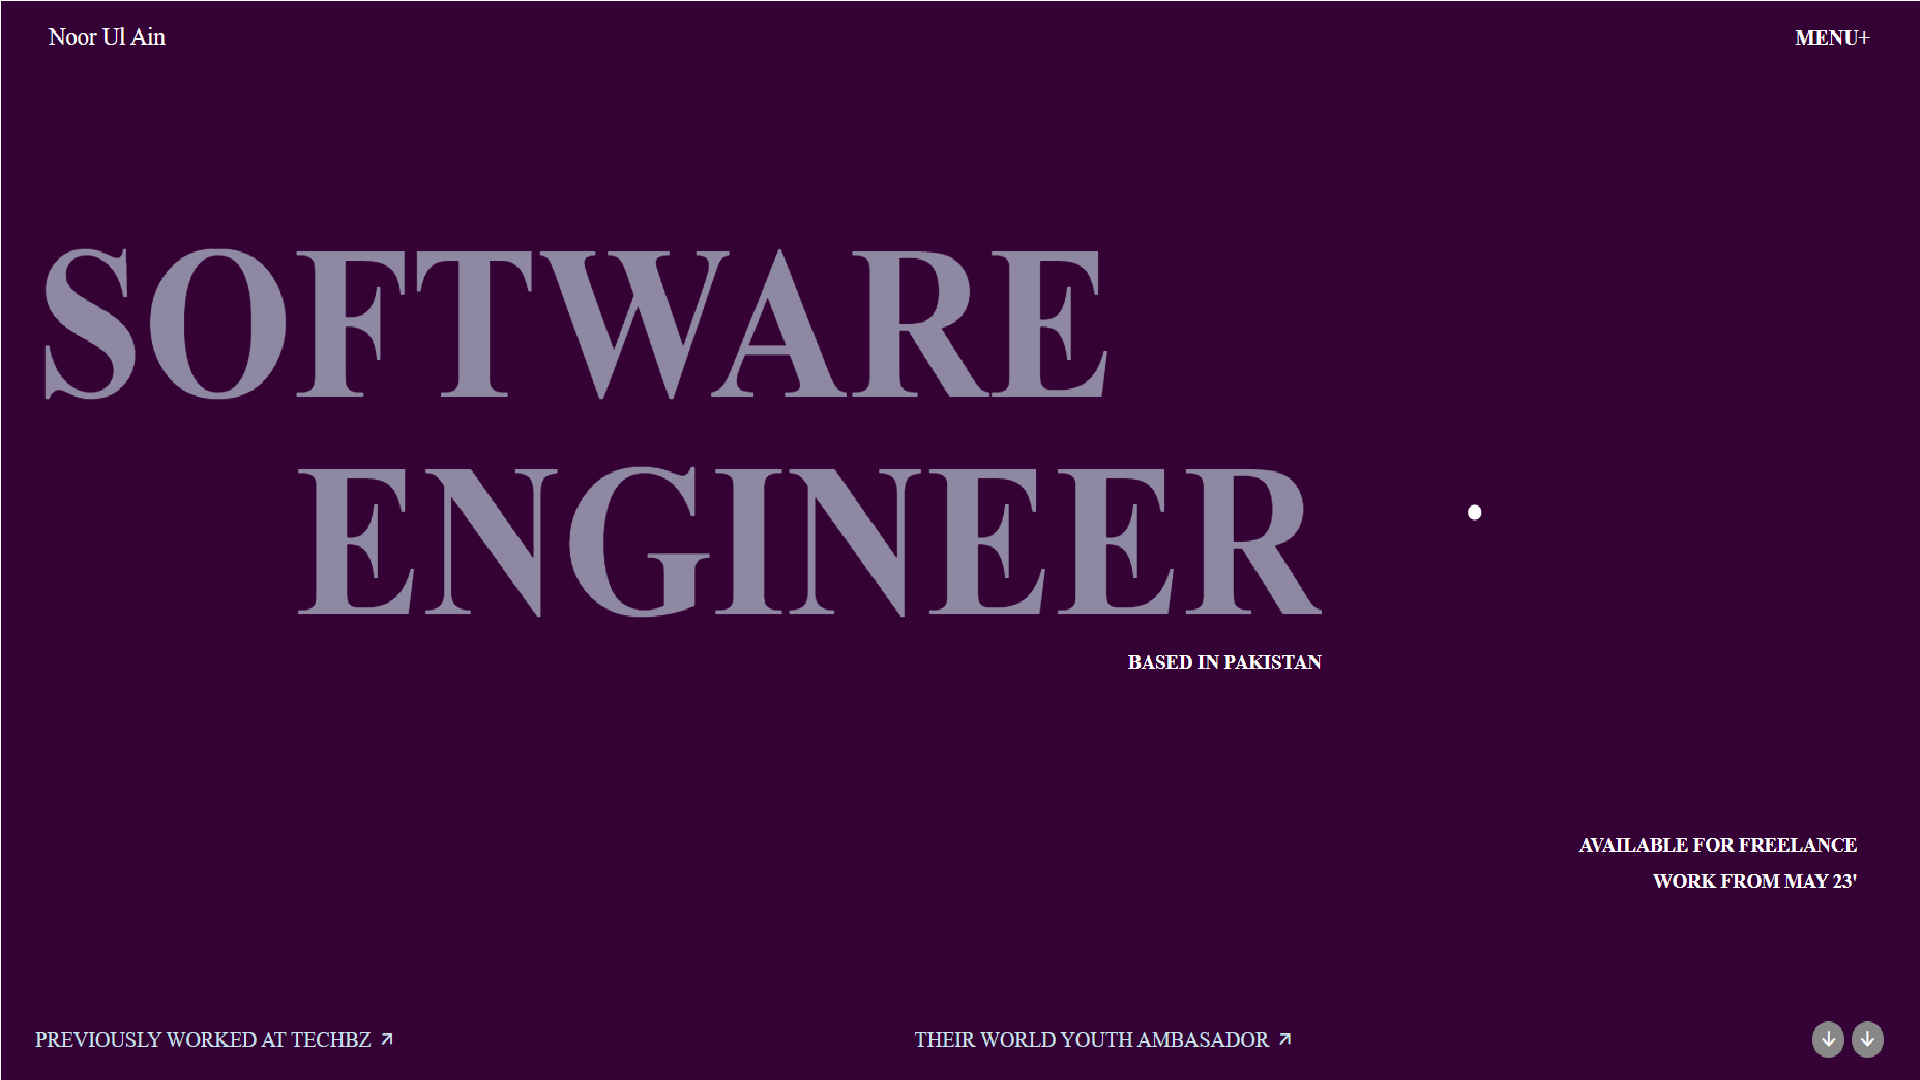 Noor Ul Ain
MENU+
SOFTWARE
ENGINEER
BASED IN PAKISTAN
AVAILABLE FOR FREELANCE
WORK FROM MAY 23'
PREVIOUSLY WORKED AT TECHBZ
THEIR WORLD YOUTH AMBASADOR